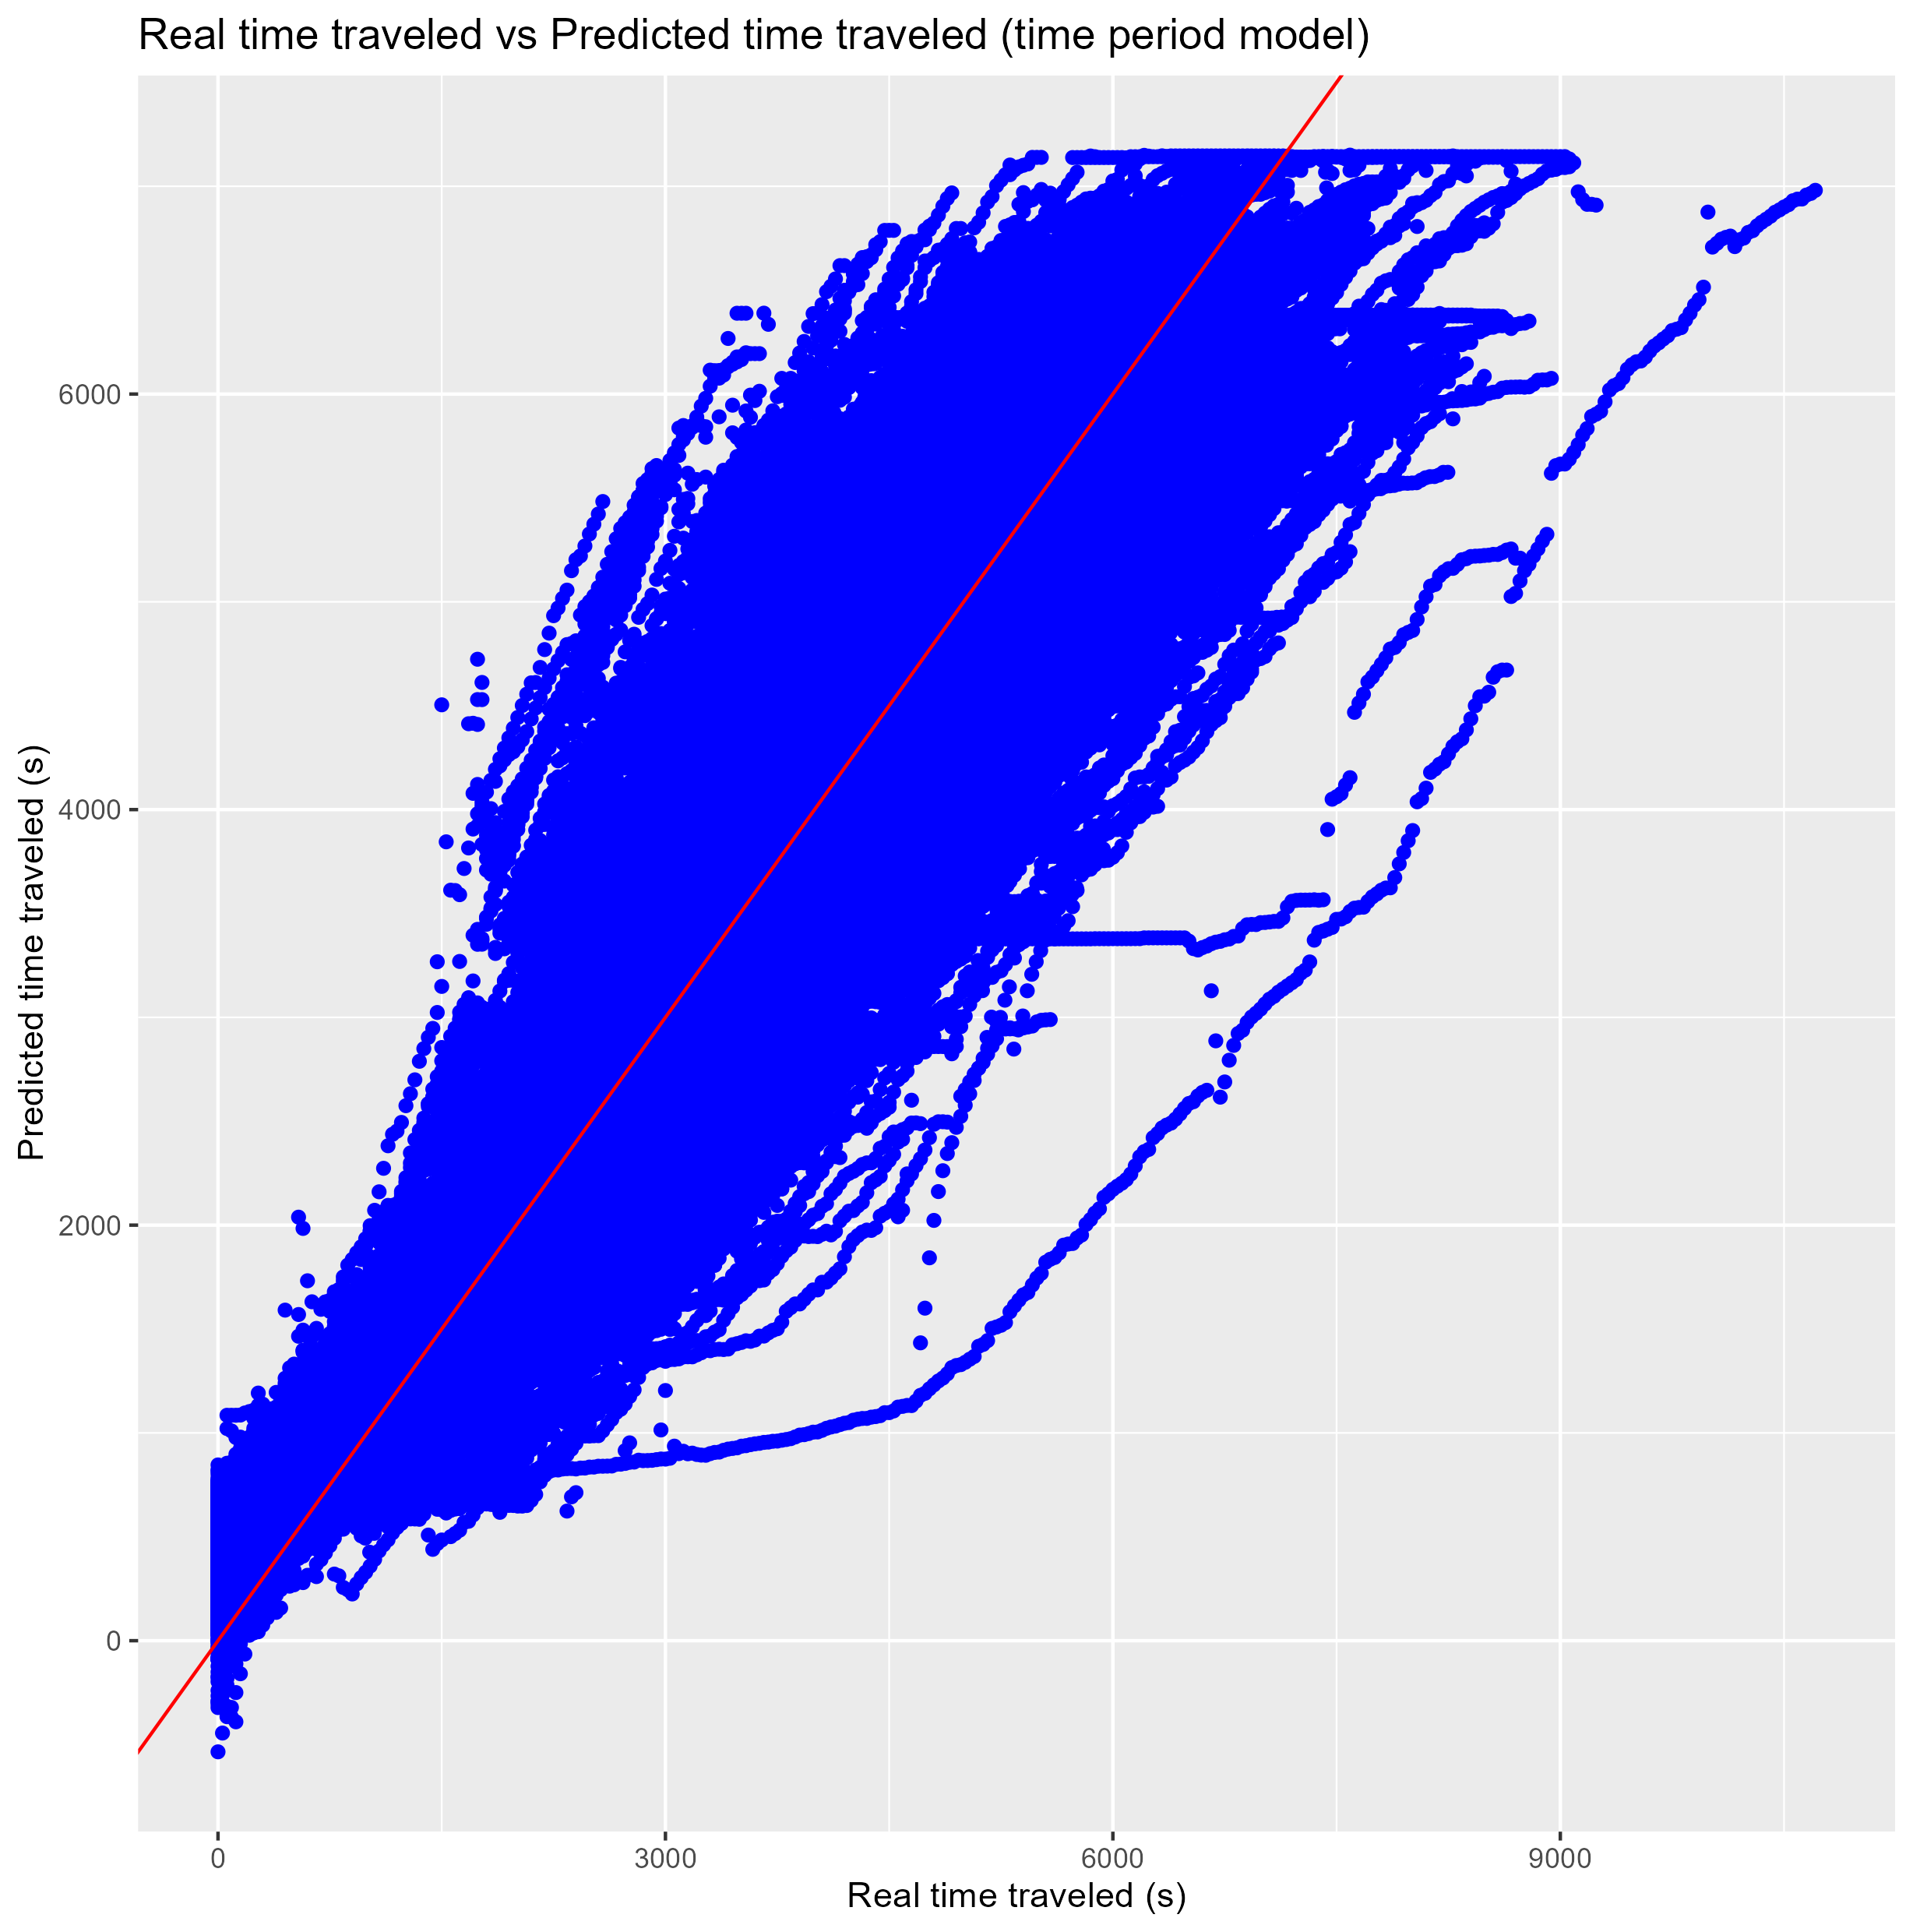 Real time traveled vs Predicted time traveled (time period model)
Predicted time traveled (s)
6000
4000
2000
0
0 3000 6000 9000
Real time traveled (s)